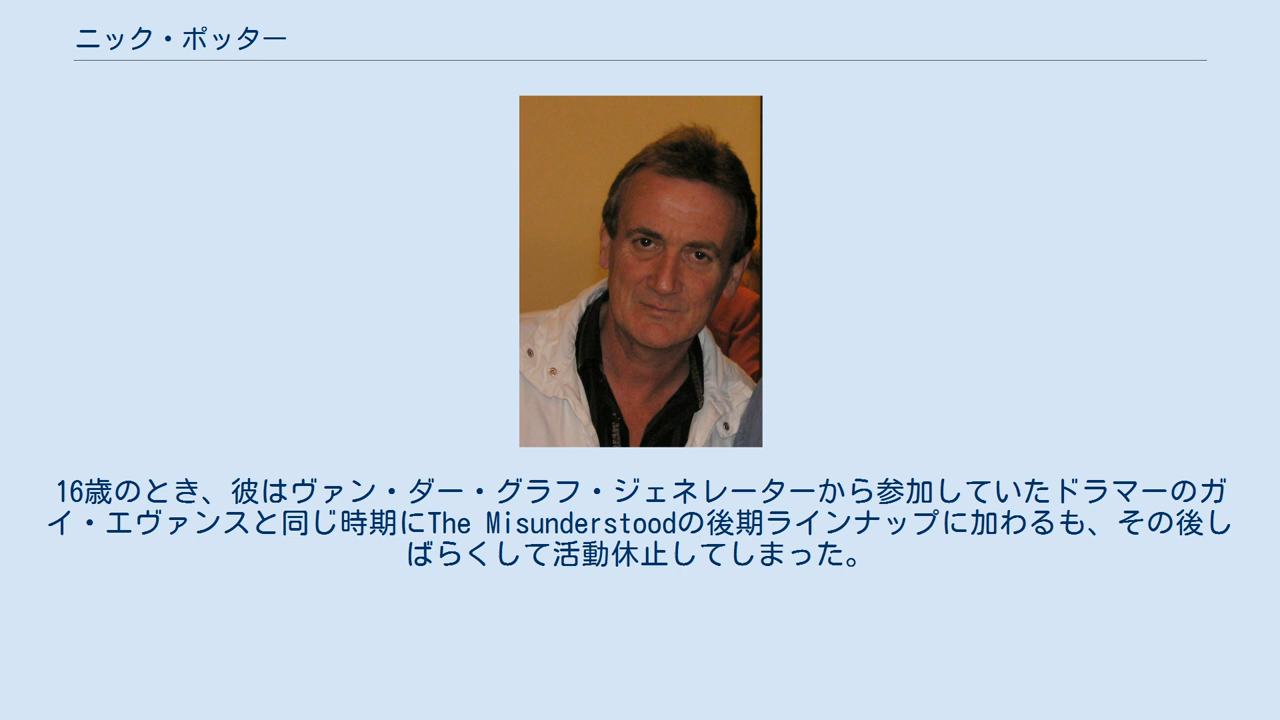 ニック・ポッター
16歳のとき、彼はヴァン・ダー・グラフ・ジェネレーターから参加していたドラマーのガ
イ・エヴァンスと同じ時期にThe Misunderstoodの後期ラインナップに加わるも、その後し
ばらくして活動休止してしまった。